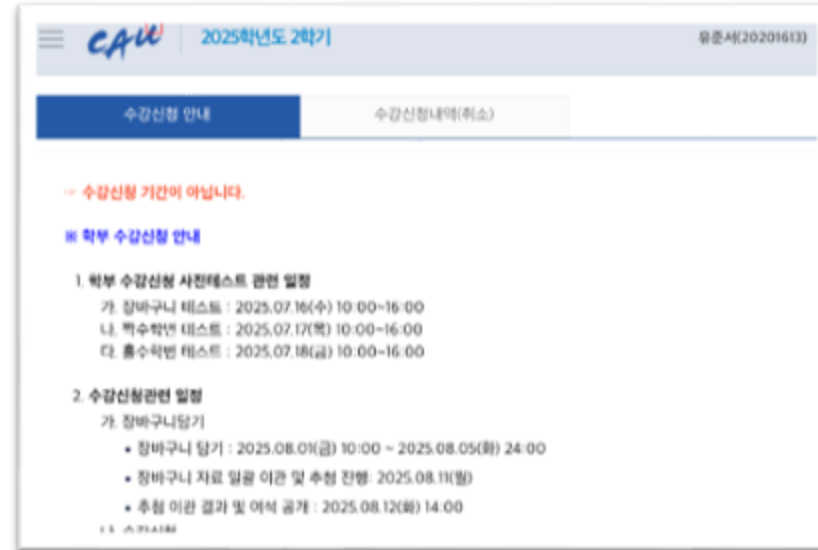 CAU 2025학년도 2학기 유준서(20201613)
수강신청 안내 수강신청내역(취소)
☞ 수강신청 기간이 아닙니다.
※ 학부 수강신청 안내
1. 학부 수강신청 사전테스트 관련 일정
가. 장바구니 테스트 : 2025.07.16(수) 10:00~16:00
나. 짝수학번 테스트 : 2025.07.17(목) 10:00~16:00
다. 홀수학번 테스트 : 2025.07.18(금) 10:00~16:00
2. 수강신청관련 일정
가. 장바구니담기
• 장바구니 담기 : 2025.08.01(금) 10:00 ~ 2025.08.05(화) 24:00
• 장바구니 자료 일괄 이관 및 추첨 진행: 2025.08.11(월)
• 추첨 이관 결과 및 여석 공개 : 2025.08.12(화) 14:00